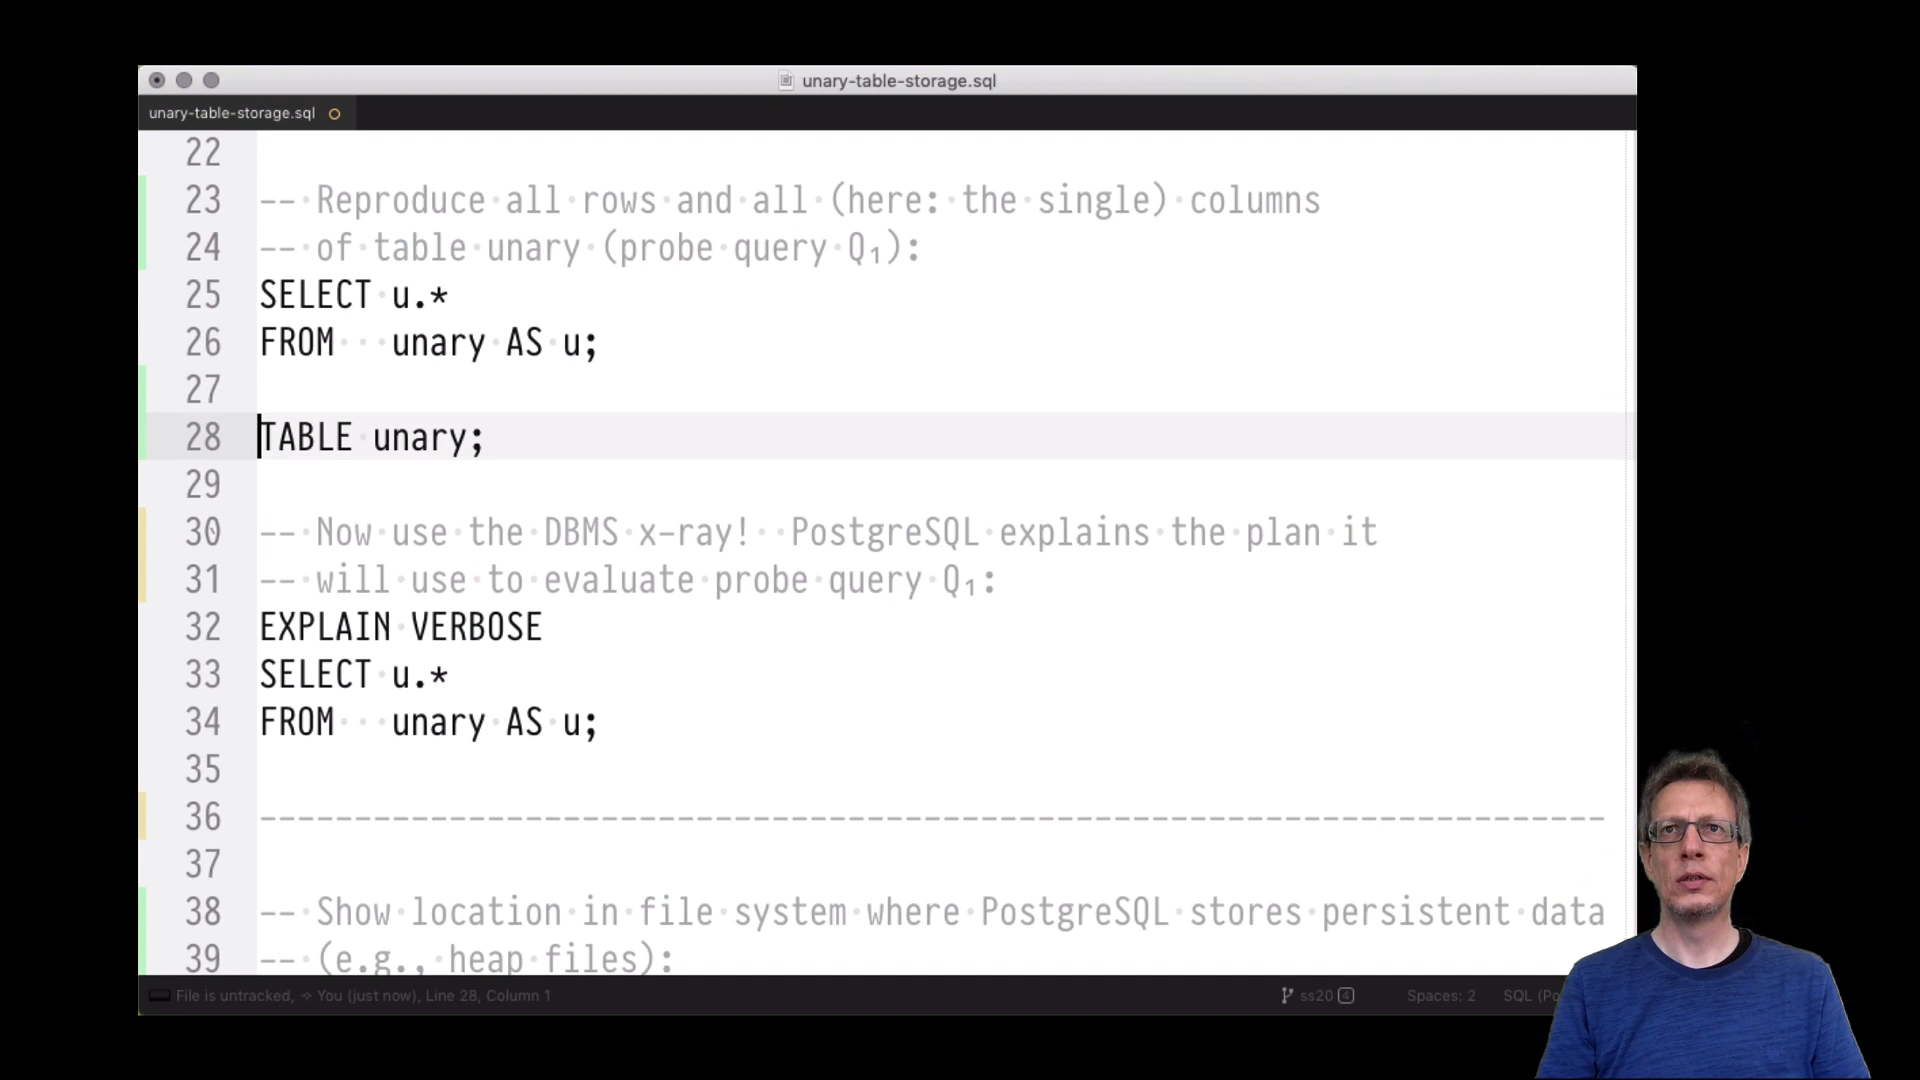 unary-table-storage.sql
unary-table-storage.sql
22
23 -- Reproduce all rows and all (here: the single) columns
24 -- of table unary (probe query Q₁):
25 SELECT u.*
26 FROM   unary AS u;
27
28 TABLE unary;
29
30 -- Now use the DBMS x-ray!  PostgreSQL explains the plan it
31 -- will use to evaluate probe query Q₁:
32 EXPLAIN VERBOSE
33 SELECT u.*
34 FROM   unary AS u;
35
36 -----------------------------------------------------------------------
37
38 -- Show location in file system where PostgreSQL stores persistent data
39 -- (e.g., heap files):
File is untracked, ✧ You (just now), Line 28, Column 1 ss20 4 Spaces: 2 SQL (Po